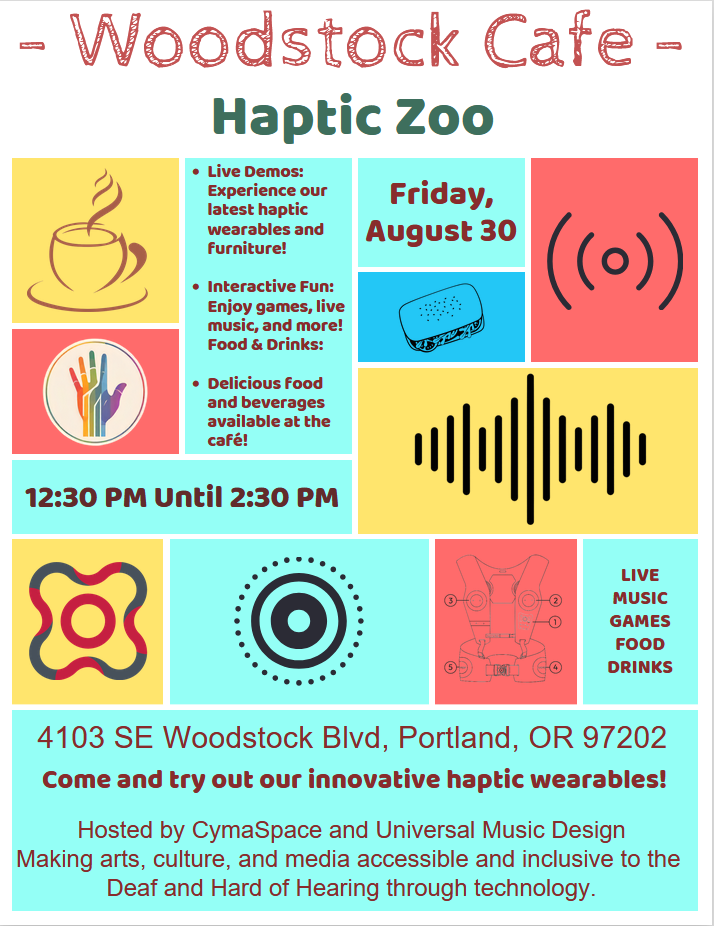 - Woodstock Cafe -
Haptic Zoo
• Live Demos:
Experience our
latest haptic
wearables and
furniture!
• Interactive Fun:
Enjoy games, live
music, and more!
Food & Drinks:
• Delicious food
and beverages
available at the
café!
Friday,
August 30
12:30 PM Until 2:30 PM
3
2
1
5
4
LIVE
MUSIC
GAMES
FOOD
DRINKS
4103 SE Woodstock Blvd, Portland, OR 97202
Come and try out our innovative haptic wearables!
Hosted by CymaSpace and Universal Music Design
Making arts, culture, and media accessible and inclusive to the
Deaf and Hard of Hearing through technology.